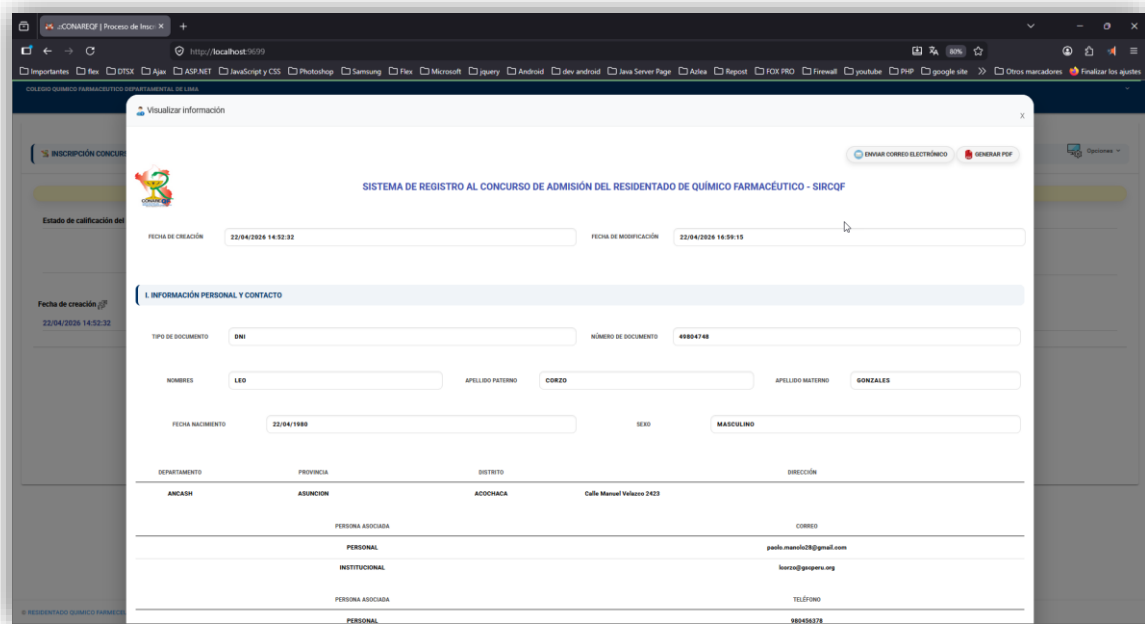 .::CONAREQF | Proceso de Inscr
http://localhost:9699
80%
Importantes flex DTSX Ajax ASP.NET JavaScript y CSS Photoshop Samsung Flex Microsoft jquery Android dev android Java Server Page Azlea Repost FOX PRO Firewall youtube PHP google site Otros marcadores Finalizar los ajustes
COLEGIO QUIMICO FARMACEUTICO DEPARTAMENTAL DE LIMA
Visualizar información
X
INSCRIPCIÓN CONCURS
Opciones
ENVIAR CORREO ELECTRÓNICO GENERAR PDF
CONAREQF
SISTEMA DE REGISTRO AL CONCURSO DE ADMISIÓN DEL RESIDENTADO DE QUÍMICO FARMACÉUTICO - SIRCQF
Estado de calificación del
FECHA DE CREACIÓN 22/04/2026 14:52:32 FECHA DE MODIFICACIÓN 22/04/2026 16:59:15
I. INFORMACIÓN PERSONAL Y CONTACTO
Fecha de creación
22/04/2026 14:52:32
TIPO DE DOCUMENTO DNI NÚMERO DE DOCUMENTO 49804748
NOMBRES LEO APELLIDO PATERNO CORZO APELLIDO MATERNO GONZALES
FECHA NACIMIENTO 22/04/1980 SEXO MASCULINO
DEPARTAMENTO PROVINCIA DISTRITO DIRECCIÓN
ANCASH ASUNCION ACOCHACA Calle Manuel Velazco 2423
PERSONA ASOCIADA CORREO
PERSONAL paolo.manolo28@gmail.com
INSTITUCIONAL lcorzo@gscperu.org
PERSONA ASOCIADA TELÉFONO
PERSONAL 980456378
© RESIDENTADO QUIMICO FARMECEU